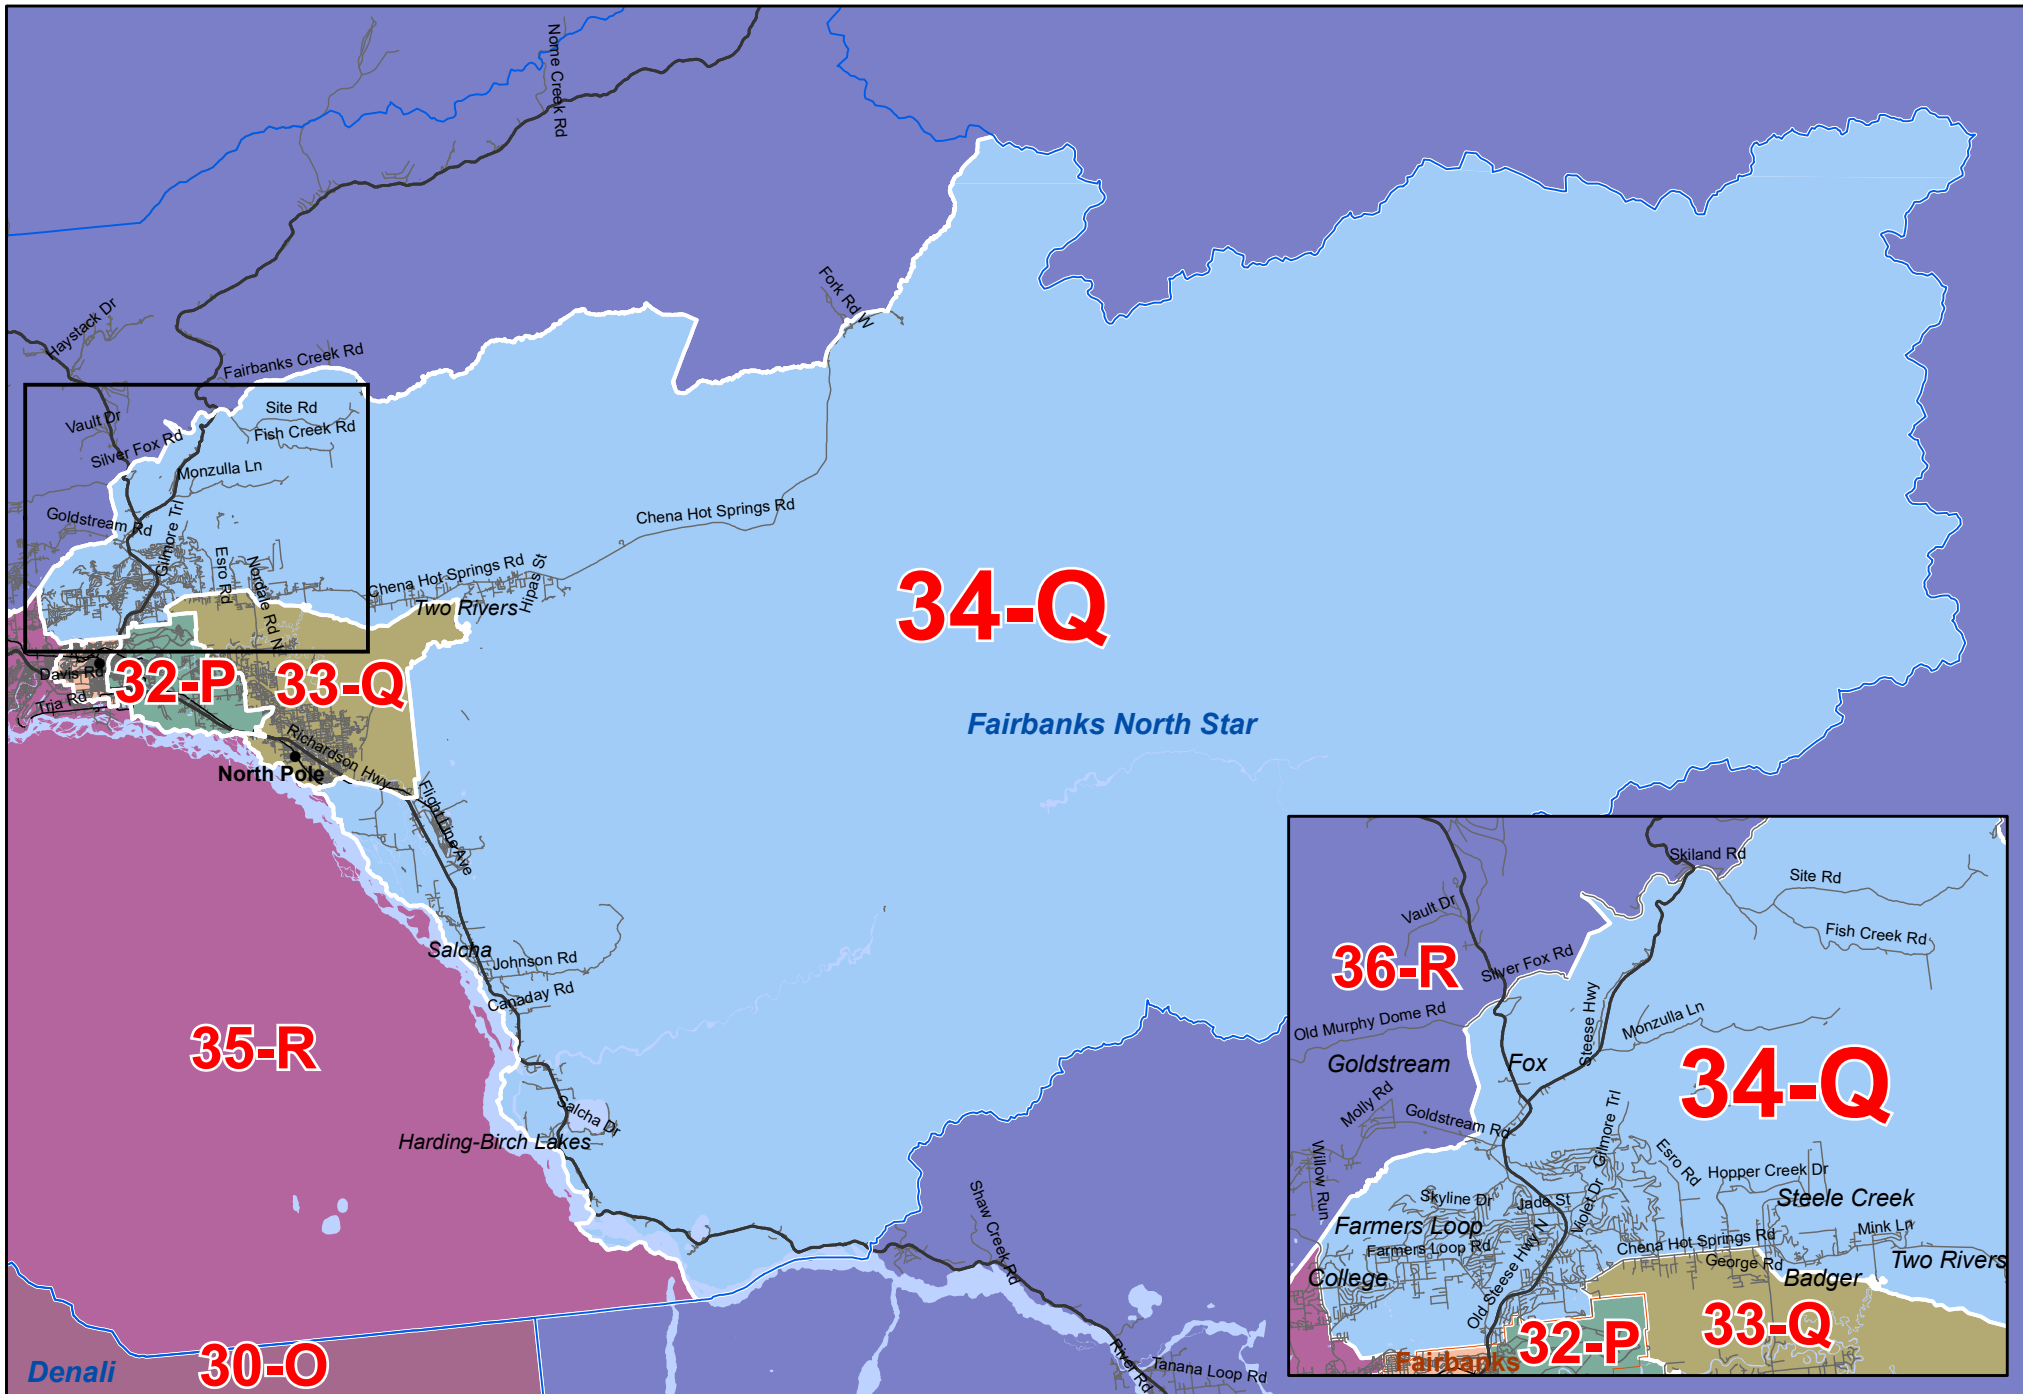 Nome Creek Rd
Haystack Dr
Fork Rd W
Fairbanks Creek Rd
Site Rd
Vault Dr
Fish Creek Rd
Silver Fox Rd
Monzulla Ln
Goldstream Rd
Gilmore Trl
Chena Hot Springs Rd
Esro Rd
Nordale Rd N
Chena Hot Springs Rd
Hipas St
Two Rivers
34-Q
Davis Rd
32-P
33-Q
Tria Rd
Fairbanks North Star
Richardson Hwy
North Pole
Flight Line Ave
Salcha
Johnson Rd
Canaday Rd
35-R
Salcha Dr
Harding-Birch Lakes
Shaw Creek Rd
River Rd
Tanana Loop Rd
Denali
30-O
Skiland Rd
Site Rd
Vault Dr
Fish Creek Rd
36-R
Silver Fox Rd
Steese Hwy
Old Murphy Dome Rd
Monzulla Ln
Goldstream
Fox
34-Q
Molly Rd
Goldstream Rd
Gilmore Trl
Willow Run
Esro Rd
Hopper Creek Dr
Skyline Dr
Jade St
Violet Dr
Steele Creek
Farmers Loop
Mink Ln
Farmers Loop Rd
Chena Hot Springs Rd
George Rd
Two Rivers
College
Badger
Old Steese Hwy N
33-Q
32-P
Fairbanks